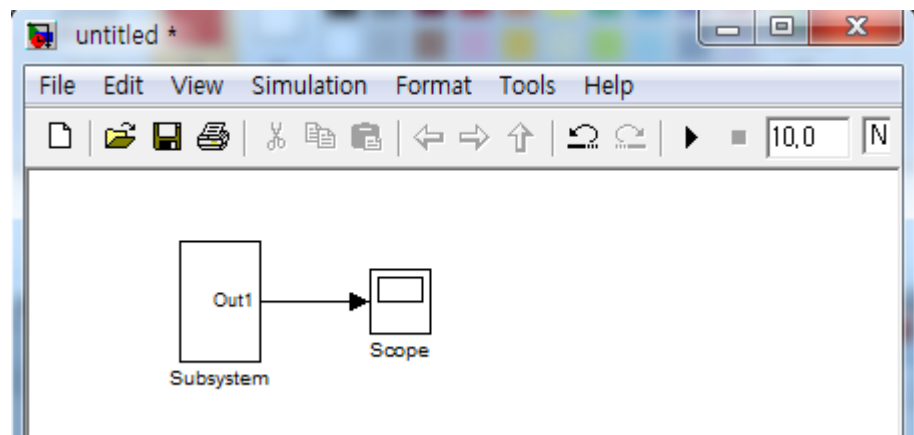 untitled *
File Edit View Simulation Format Tools Help
10,0 N
Out1
Scope
Subsystem